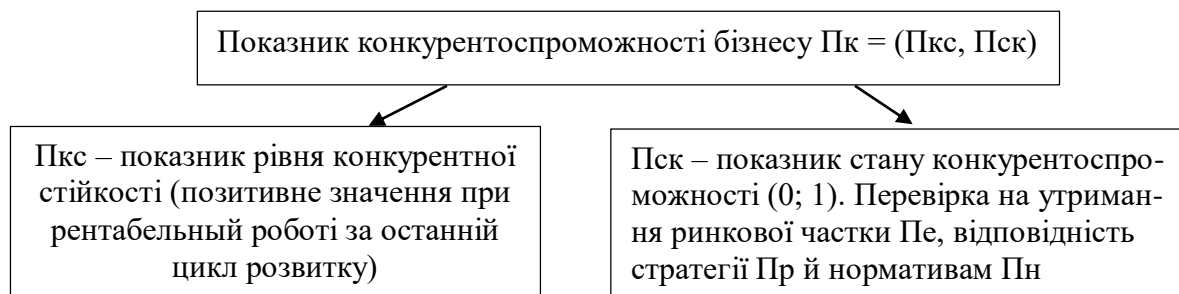 Показник конкурентоспроможності бізнесу Пк = (Пкс, Пск)
Пкс – показник рівня конкурентної
стійкості (позитивне значення при
рентабельный роботі за останній
цикл розвитку)
Пск – показник стану конкурентоспро-
можності (0; 1). Перевірка на утриман-
ня ринкової частки Пе, відповідність
стратегії Пр й нормативам Пн